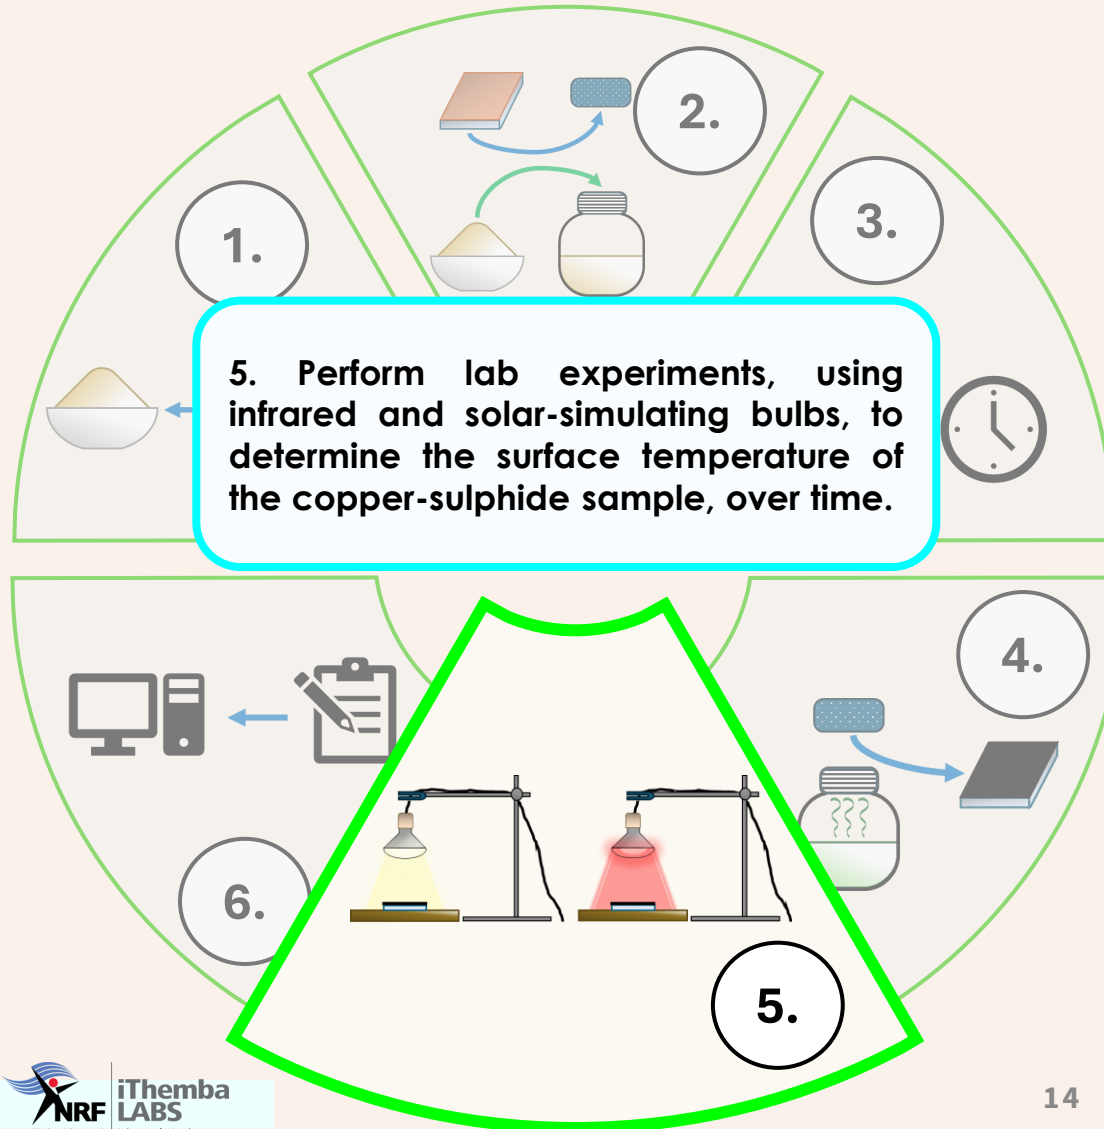 2.
1.
3.
5. Perform lab experiments, using
infrared and solar-simulating bulbs, to
determine the surface temperature of
the copper-sulphide sample, over time.
4.
6.
5.
NRF
iThemba
LABS
14